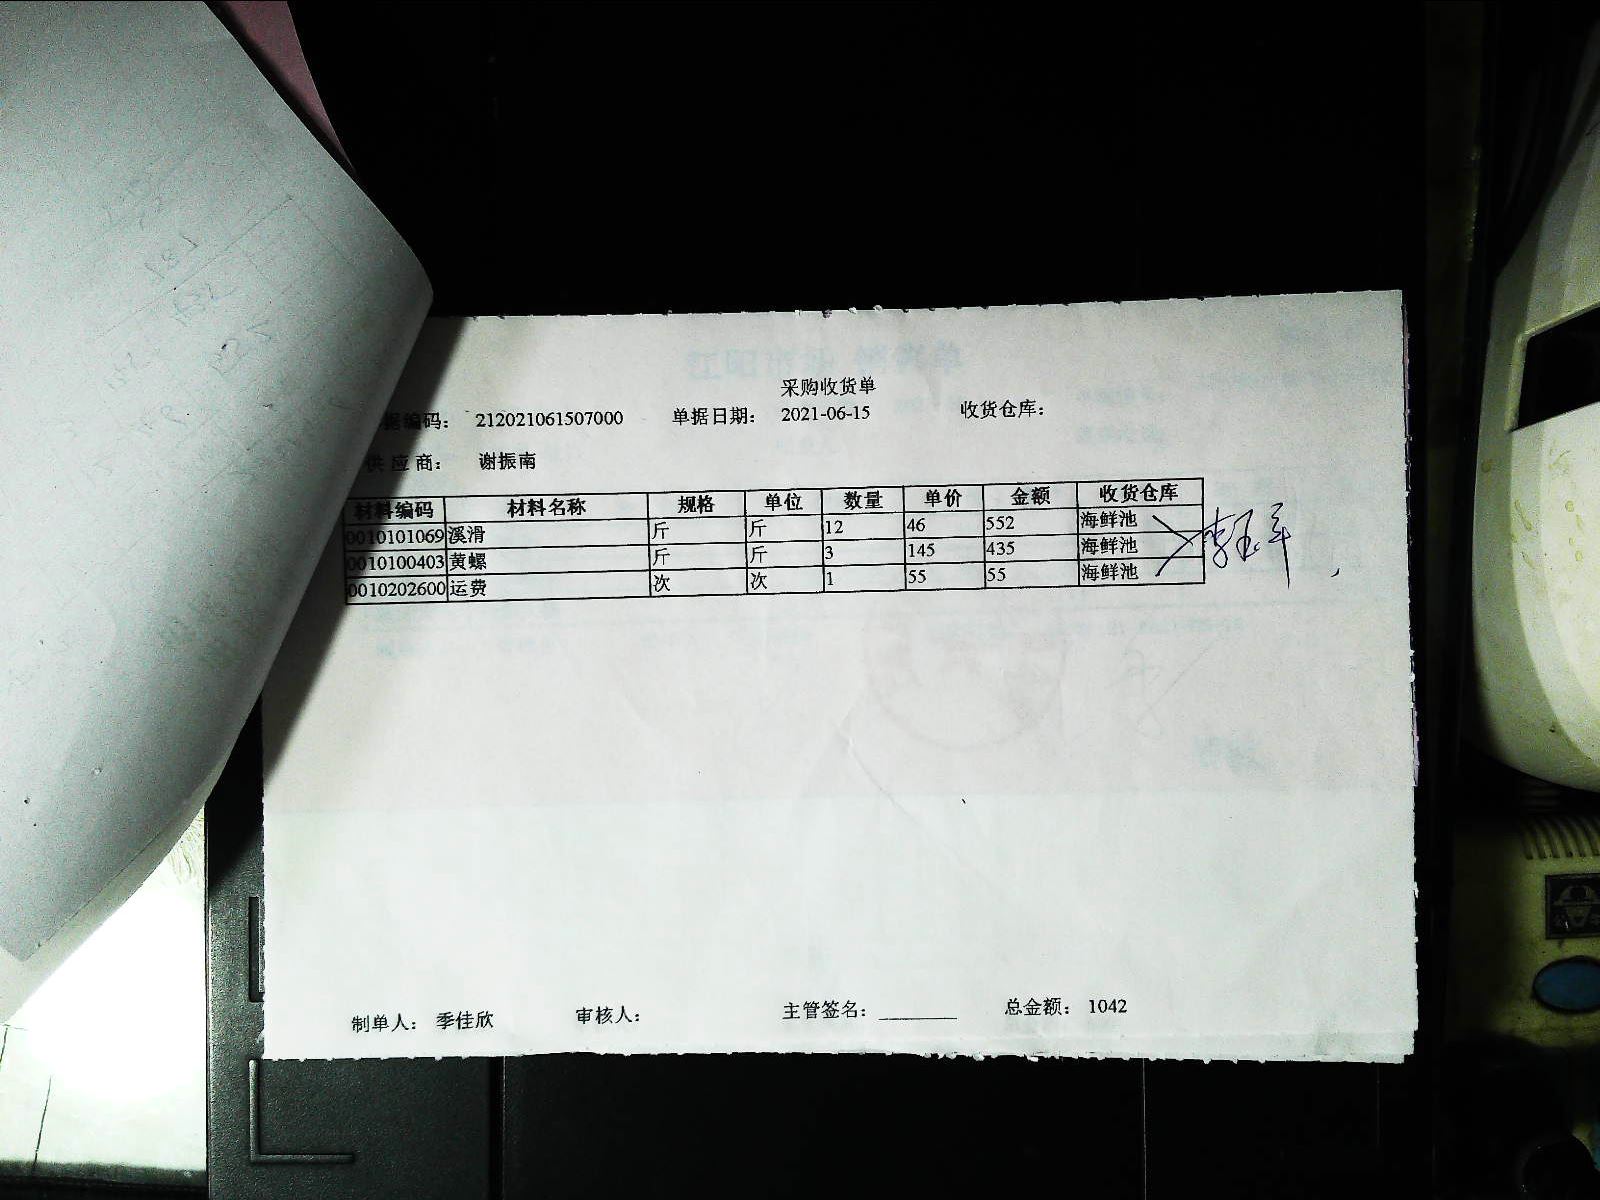 采购收货单
据编码： 212021061507000 单据日期： 2021-06-15 收货仓库：
供应商： 谢振南
材料编码 材料名称 规格 单位 数量 单价 金额 收货仓库
0010101069 溪滑 斤 斤 12 46 552 海鲜池
0010100403 黄螺 斤 斤 3 145 435 海鲜池
0010202600 运费 次 次 1 55 55 海鲜池
制单人： 季佳欣 审核人： 主管签名：________ 总金额： 1042